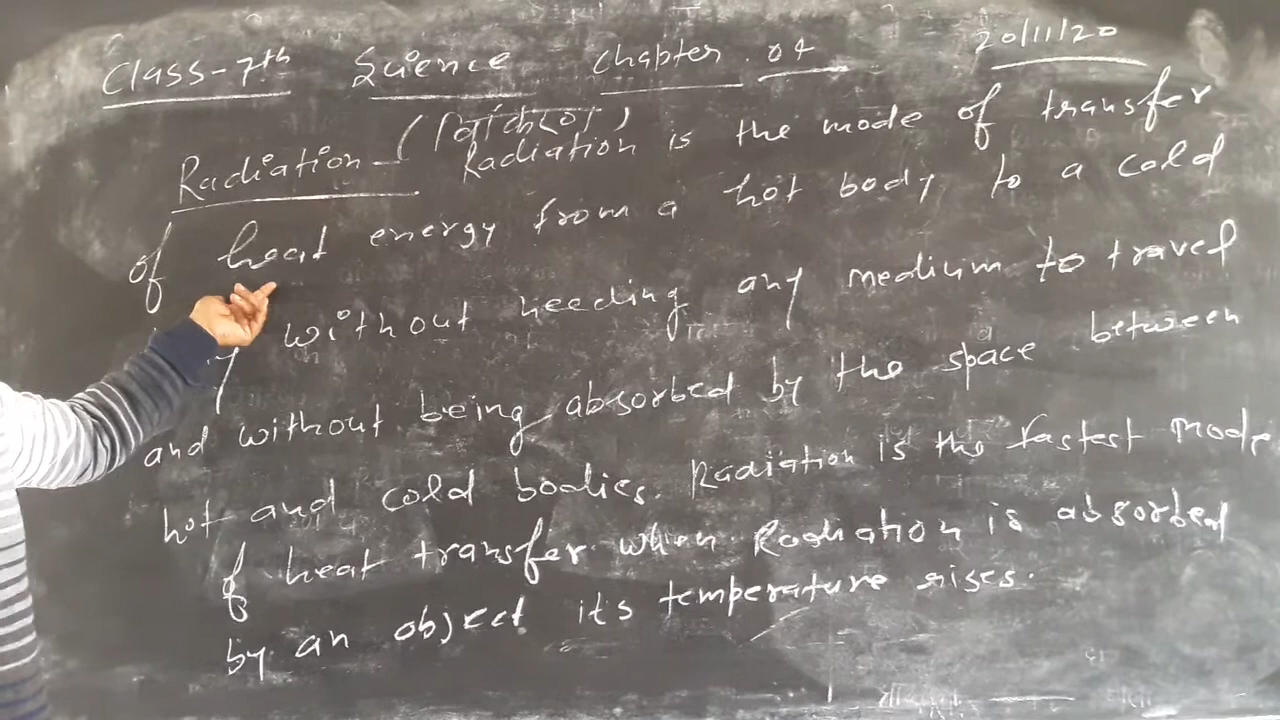 Class-7th Science Chapter. 04 20/11/20
Radiation - Radiation is the mode of transfer
of heat energy from a hot body to a cold
without needing any medium to travel
and without being absorbed by the space between
hot and cold bodies. Radiation is the fastest mode
of heat transfer. when. Radiation is absorbed
by an object it's temperature rises.